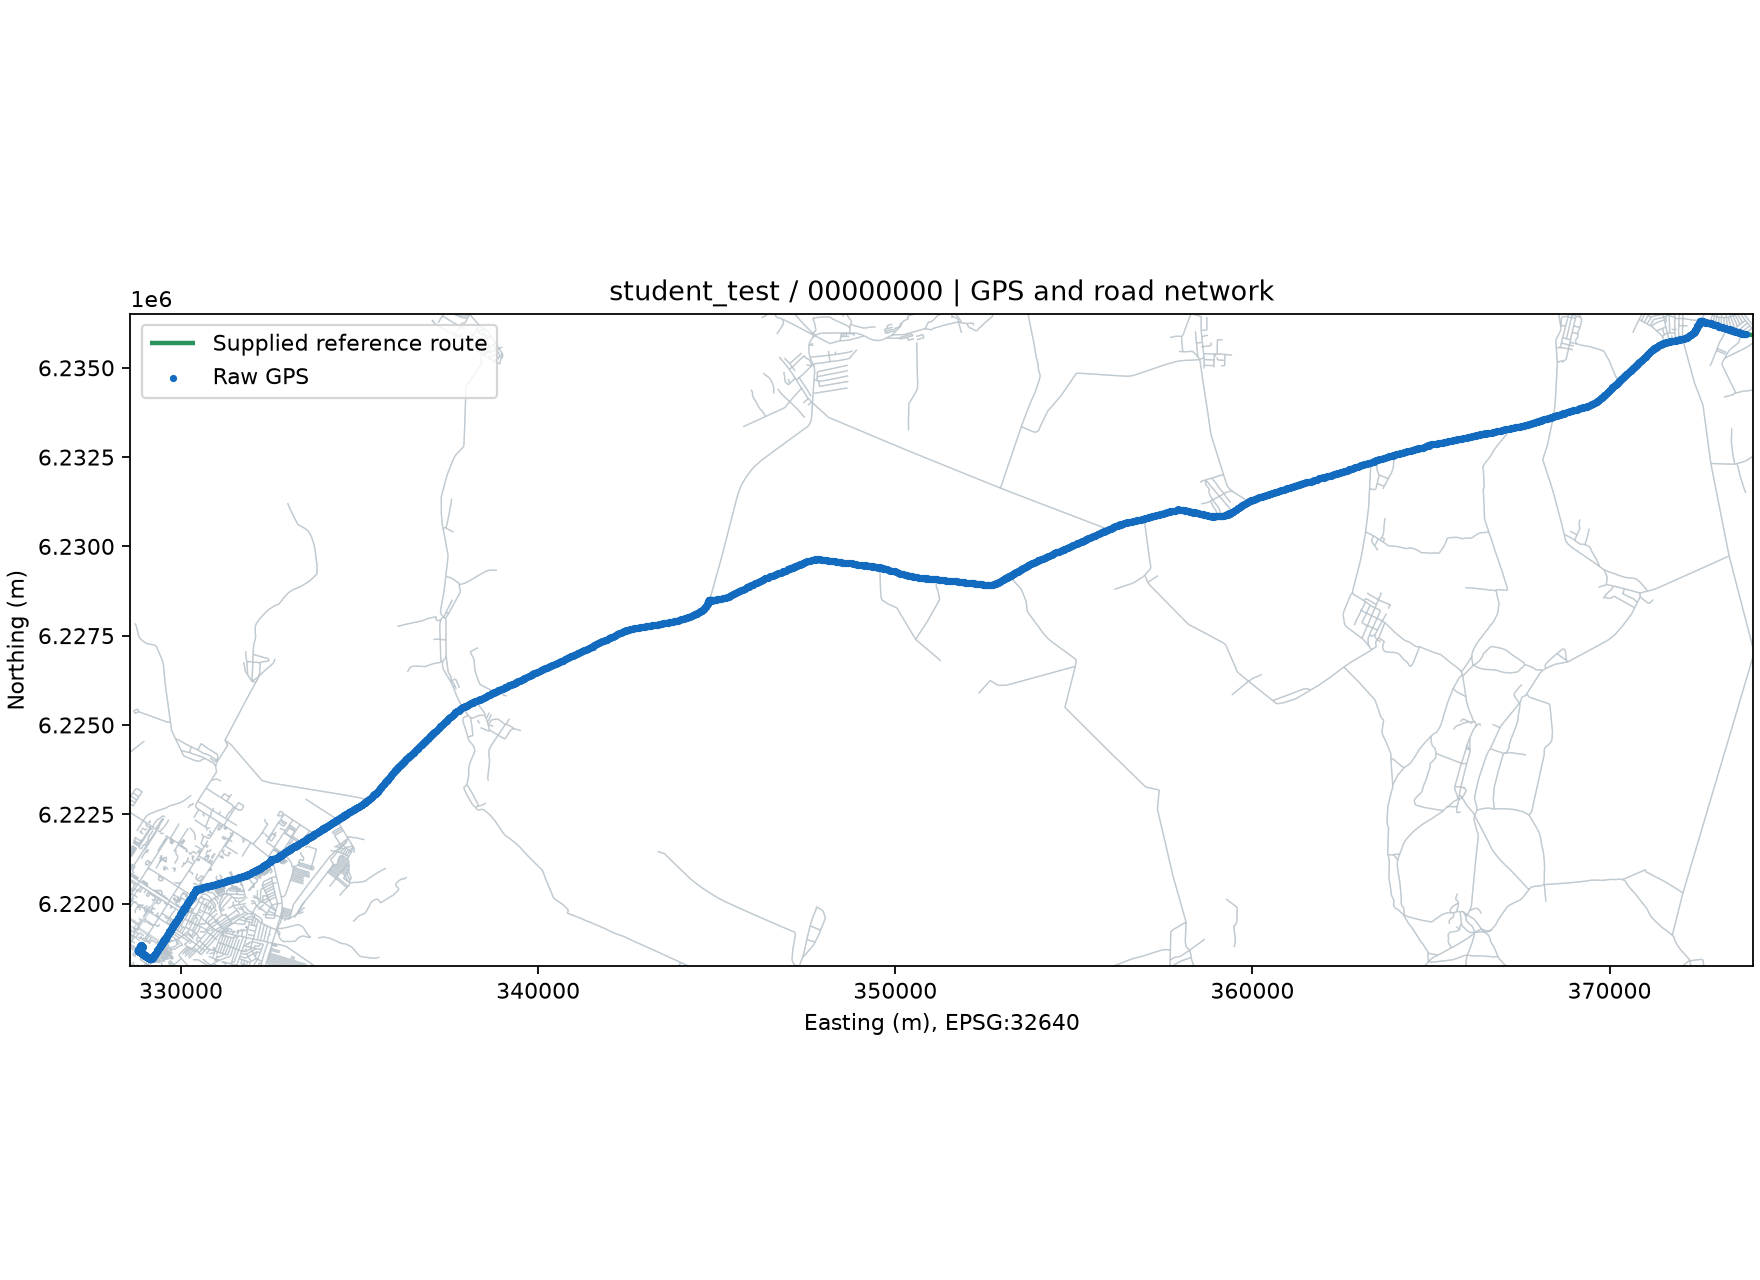 student_test / 00000000 | GPS and road network
1e6
Supplied reference route
Raw GPS
6.2350
6.2325
6.2300
6.2275
6.2250
6.2225
6.2200
Northing (m)
330000 340000 350000 360000 370000
Easting (m), EPSG:32640